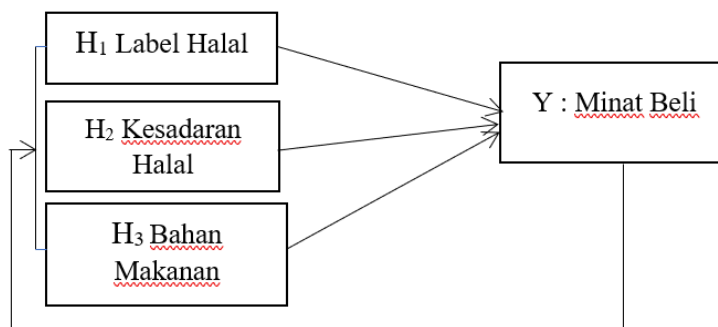 H₁ Label Halal
H₂ Kesadaran
Halal
H₃ Bahan
Makanan
Y : Minat Beli